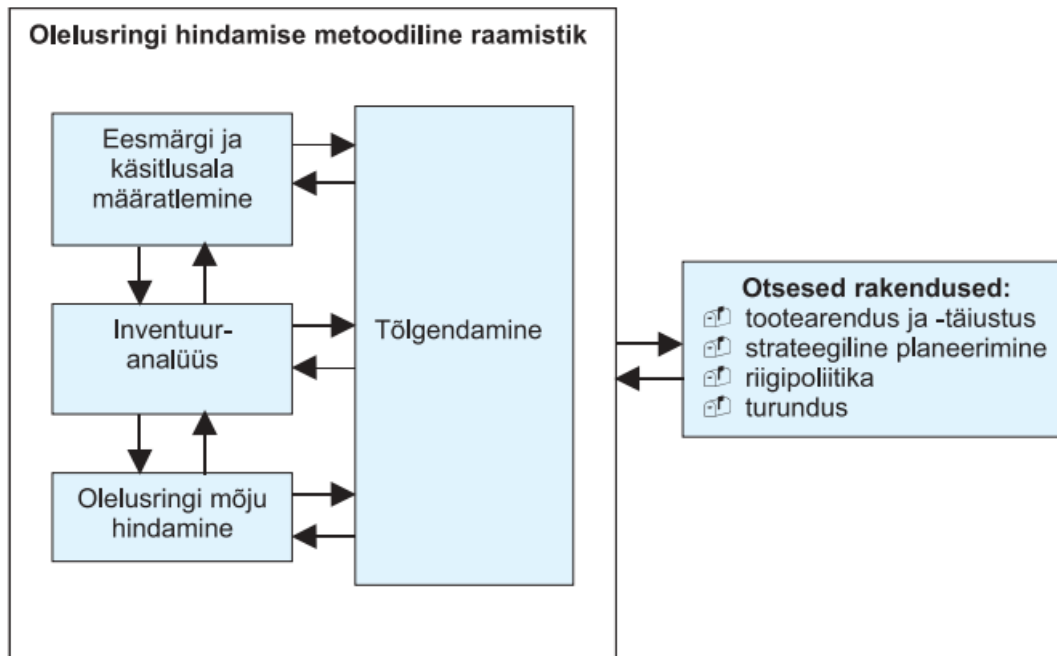 Olelusringi hindamise metoodiline raamistik
Eesmärgi ja
käsitlusala
määratlemine
Inventuur-
analüüs
Olelusringi mõju
hindamine
Tõlgendamine
Otsesed rakendused:
tootearendus ja -täiustus
strateegiline planeerimine
riigipoliitika
turundus